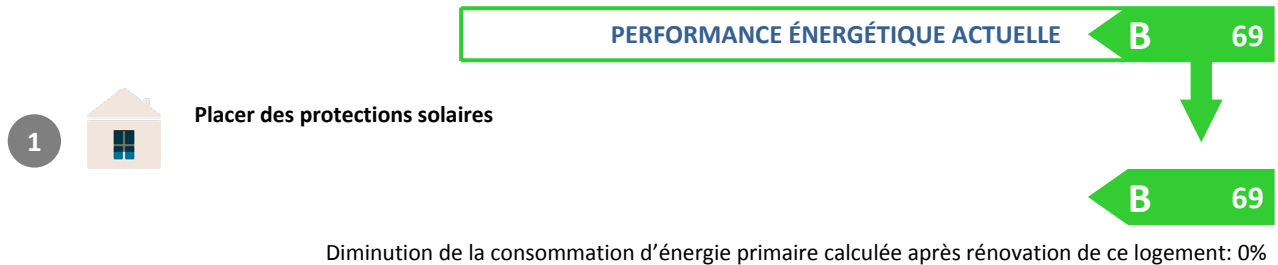 PERFORMANCE ÉNERGÉTIQUE ACTUELLE B 69
1 Placer des protections solaires
B 69
Diminution de la consommation d’énergie primaire calculée après rénovation de ce logement: 0%